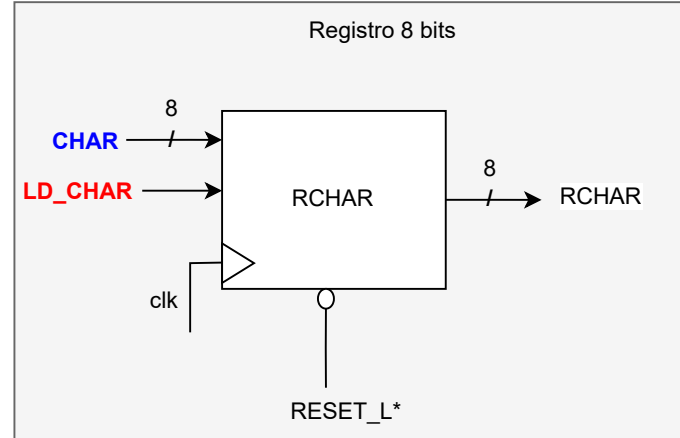 Registro 8 bits
8
CHAR
8
LD_CHAR
RCHAR
RCHAR
clk
RESET_L*